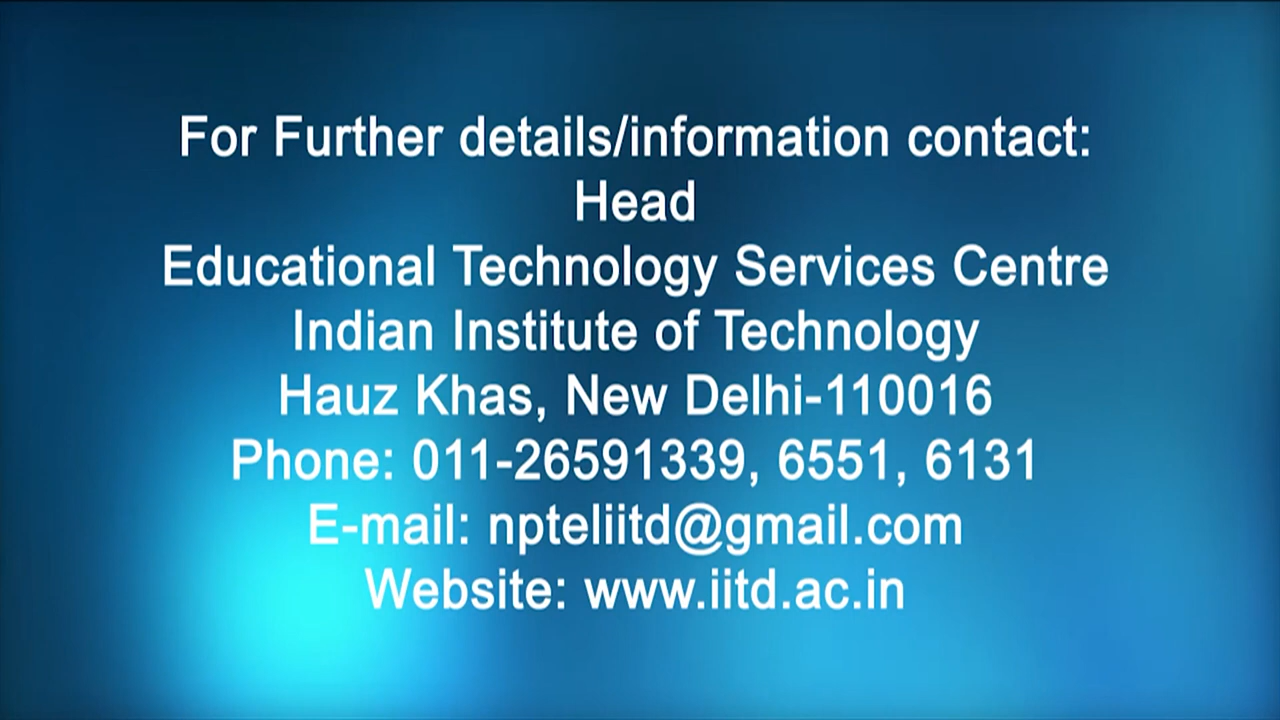 For Further details/information contact:
Head
Educational Technology Services Centre
Indian Institute of Technology
Hauz Khas, New Delhi-110016
Phone: 011-26591339, 6551, 6131
E-mail: npteliitd@gmail.com
Website: www.iitd.ac.in